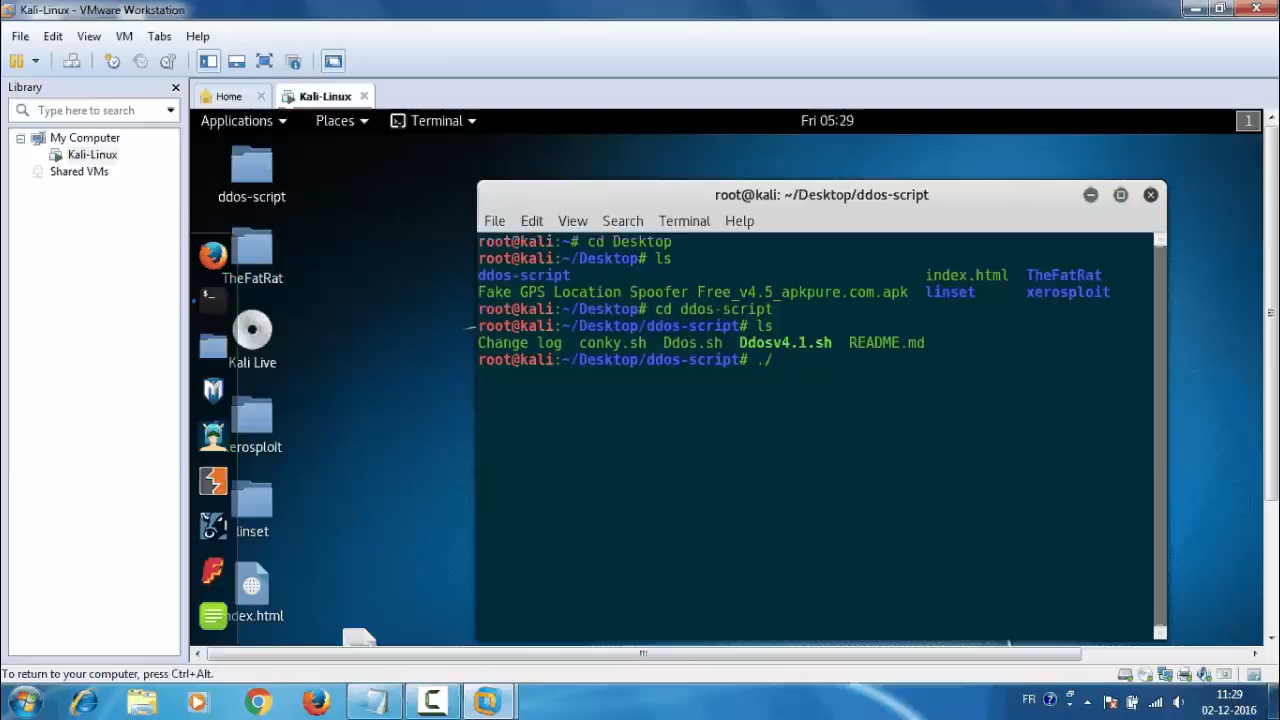 Kali-Linux - VMware Workstation
File Edit View VM Tabs Help
Library
Home
Kali-Linux
Type here to search
My Computer
Kali-Linux
Shared VMs
Applications Places Terminal Fri 05:29 1
ddos-script
TheFatRat
Kali Live
erosploit
linset
ndex.html
root@kali: ~/Desktop/ddos-script
File Edit View Search Terminal Help
root@kali:~# cd Desktop
root@kali:~/Desktop# ls
ddos-script index.html TheFatRat
Fake GPS Location Spoofer Free_v4.5_apkpure.com.apk linset xerosploit
root@kali:~/Desktop# cd ddos-script
root@kali:~/Desktop/ddos-script# ls
Change log conky.sh Ddos.sh Ddosv4.1.sh README.md
root@kali:~/Desktop/ddos-script# ./
To return to your computer, press Ctrl+Alt.
FR
11:29
02-12-2016